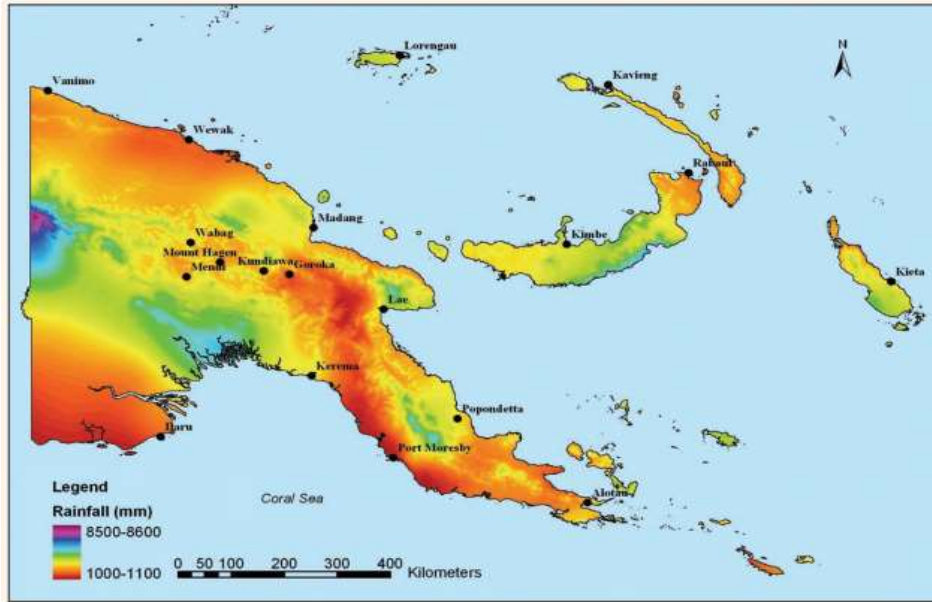 Lorengau
N
Kavieng
Vanimo
Wewak
Rabaul
Madang
Wabag
Kimbe
Mount Hagen
Kundiawa
Mendi
Goroka
Kieta
Lae
Kerema
Popondetta
Daru
Port Moresby
Legend
Coral Sea
Alotau
Rainfall (mm)
8500-8600
1000-1100
0 50 100 200 300 400
Kilometers